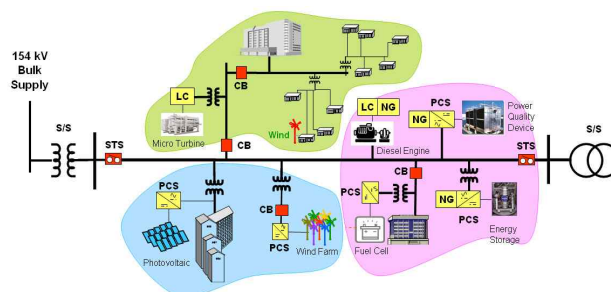 154 kV
Bulk
Supply
S/S
STS
LC
Micro Turbine
CB
CB
Wind
LC NG
Diesel Engine
PCS
NG
Power
Quality
Device
STS
S/S
PCS
Photovoltaic
CB
PCS
Wind Farm
PCS
Fuel Cell
CB
NG
PCS
Energy
Storage